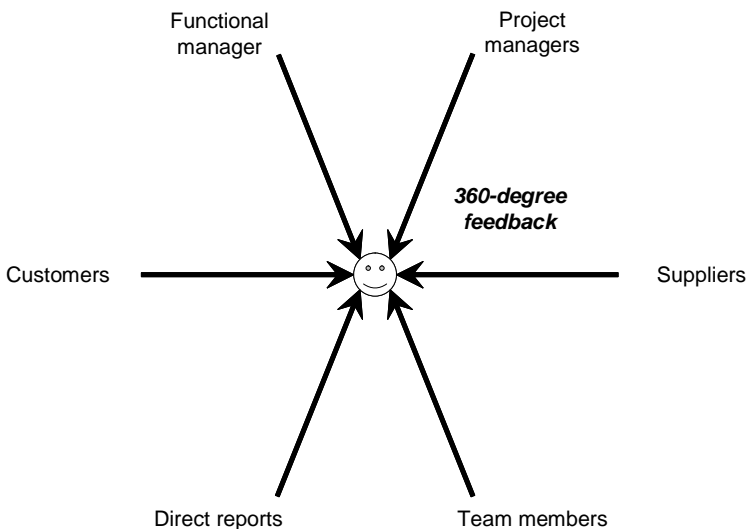 Functional
manager
Project
managers
360-degree
feedback
Customers
Suppliers
Direct reports
Team members